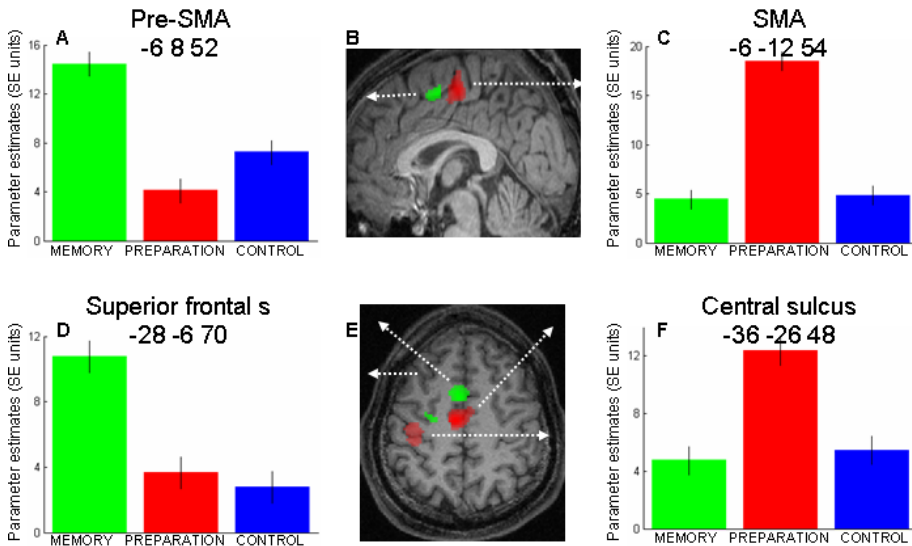 Pre-SMA
A
-6 8 52
Parameter estimates (SE units)
16
12
8
4
0
MEMORY PREPARATION CONTROL
B
SMA
C
-6 -12 54
Parameter estimates (SE units)
20
15
10
5
0
MEMORY PREPARATION CONTROL
Superior frontal s
D
-28 -6 70
Parameter estimates (SE units)
12
8
4
0
MEMORY PREPARATION CONTROL
E
Central sulcus
F
-36 -26 48
Parameter estimates (SE units)
12
8
4
0
MEMORY PREPARATION CONTROL